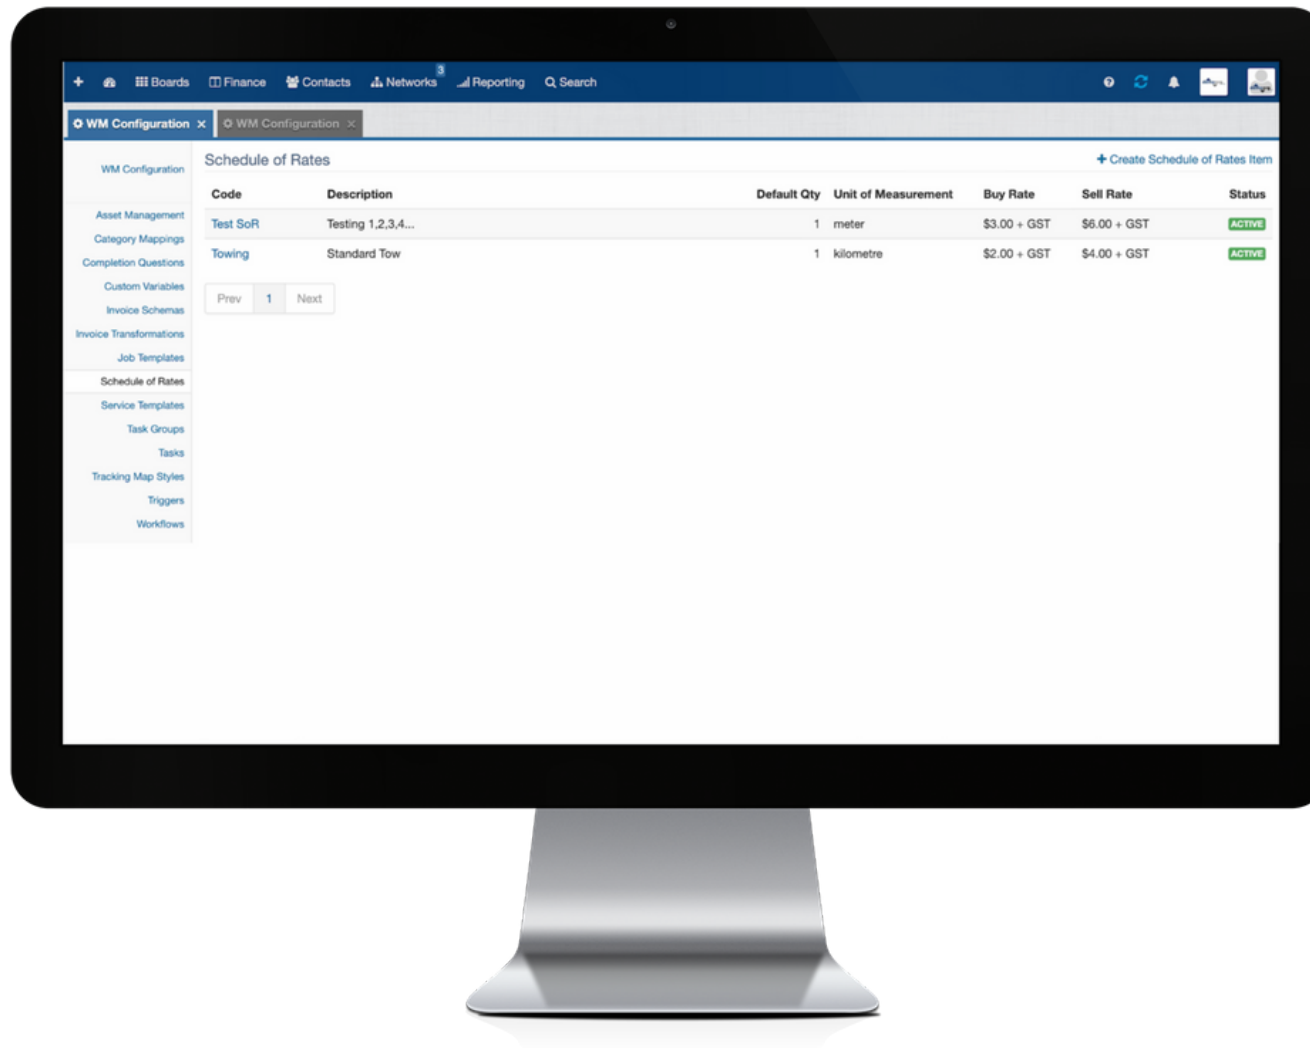 Boards Finance Contacts Networks 3 Reporting Search
WM Configuration × WM Configuration ×
WM Configuration
Asset Management
Category Mappings
Completion Questions
Custom Variables
Invoice Schemas
Invoice Transformations
Job Templates
Schedule of Rates
Service Templates
Task Groups
Tasks
Tracking Map Styles
Triggers
Workflows
Schedule of Rates
+ Create Schedule of Rates Item
Code Description Default Qty Unit of Measurement Buy Rate Sell Rate Status
Test SoR Testing 1,2,3,4... 1 meter $3.00 + GST $6.00 + GST ACTIVE
Towing Standard Tow 1 kilometre $2.00 + GST $4.00 + GST ACTIVE
Prev 1 Next